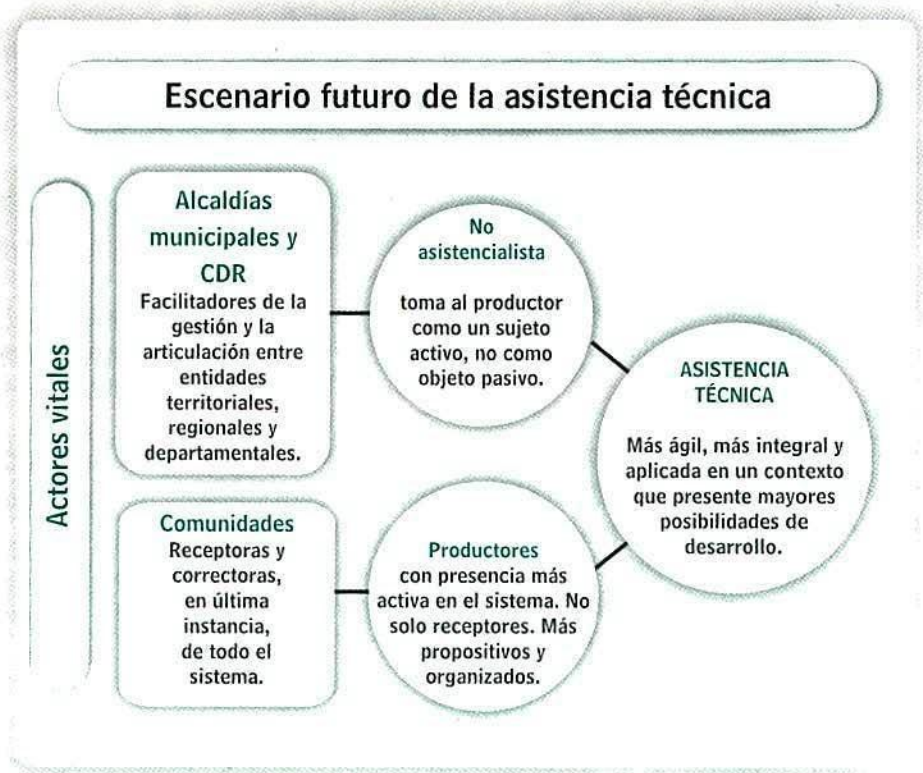 Escenario futuro de la asistencia técnica
Actores vitales
Alcaldías
municipales y
CDR
Facilitadores de la
gestión y la
articulación entre
entidades
territoriales,
regionales y
departamentales.
No
asistencialista
toma al productor
como un sujeto
activo, no como
objeto pasivo.
Comunidades
Receptoras y
correctoras,
en última
instancia,
de todo el
sistema.
Productores
con presencia más
activa en el sistema. No
solo receptores. Más
propositivos y
organizados.
ASISTENCIA
TÉCNICA
Más ágil, más integral y
aplicada en un contexto
que presente mayores
posibilidades de
desarrollo.